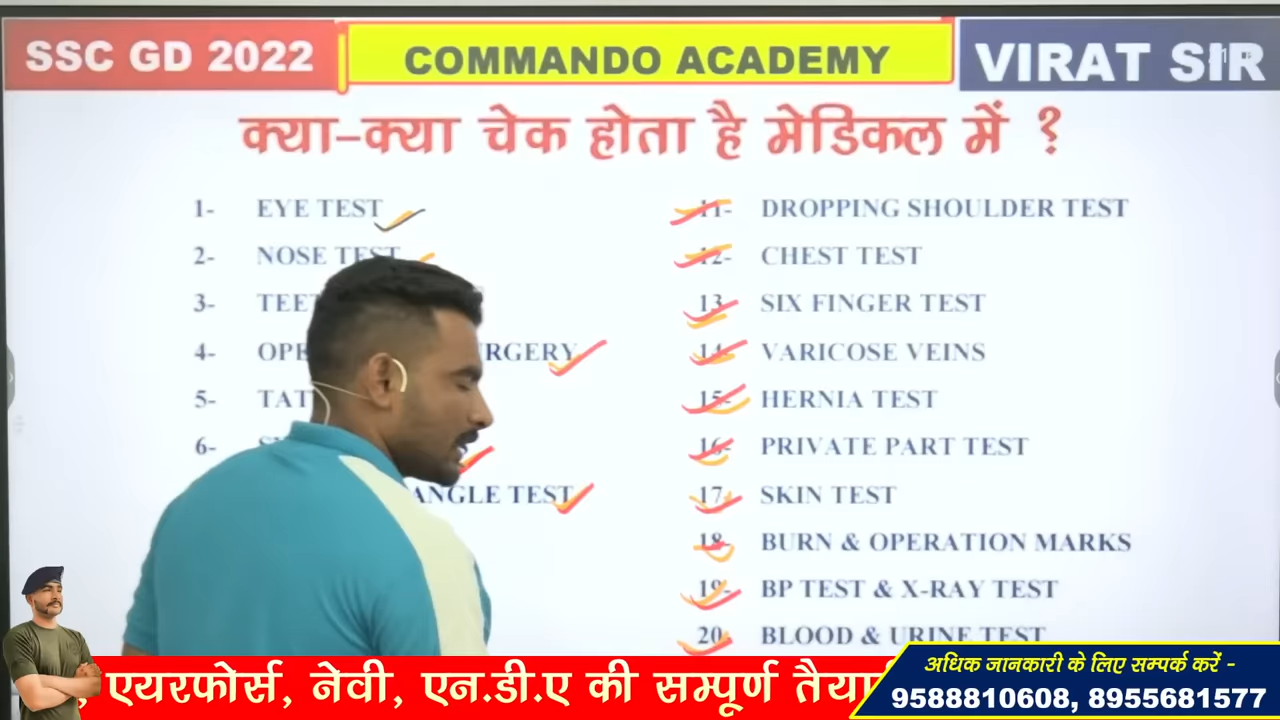 SSC GD 2022
COMMANDO ACADEMY
VIRAT SIR
क्या-क्या चेक होता है मेडिकल में ?
1- EYE TEST
2- NOSE TEST
3-
4-
5-
6-
ANGLE TEST
11- DROPPING SHOULDER TEST
12- CHEST TEST
13- SIX FINGER TEST
14- VARICOSE VEINS
15- HERNIA TEST
16- PRIVATE PART TEST
17- SKIN TEST
18- BURN & OPERATION MARKS
19- BP TEST & X-RAY TEST
20- BLOOD & URINE TEST
, एयरफोर्स, नेवी, एन.डी.ए की सम्पूर्ण
अधिक जानकारी के लिए सम्पर्क करें -
9588810608, 8955681577